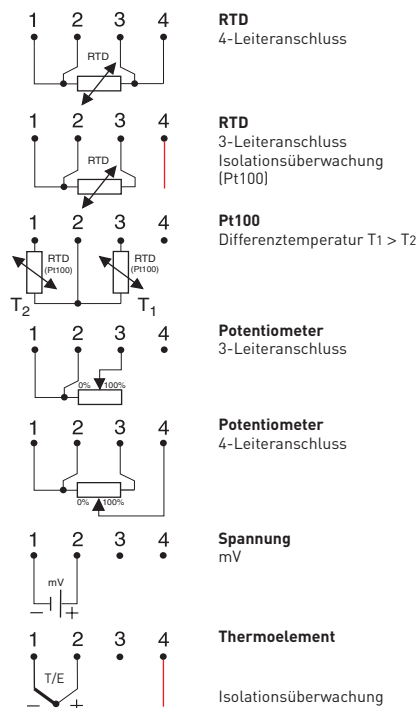 1 2 3 4
RTD
RTD
4-Leiteranschluss
1 2 3 4
RTD
RTD
3-Leiteranschluss
Isolationsüberwachung
(Pt100)
1 2 3 4
RTD
(Pt100)
RTD
(Pt100)
T2
T1
Pt100
Differenztemperatur T1 > T2
1 2 3 4
0% 100%
Potentiometer
3-Leiteranschluss
1 2 3 4
0% 100%
Potentiometer
4-Leiteranschluss
1 2 3 4
mV
− +
Spannung
mV
1 2 3 4
T/E
− +
Thermoelement
Isolationsüberwachung